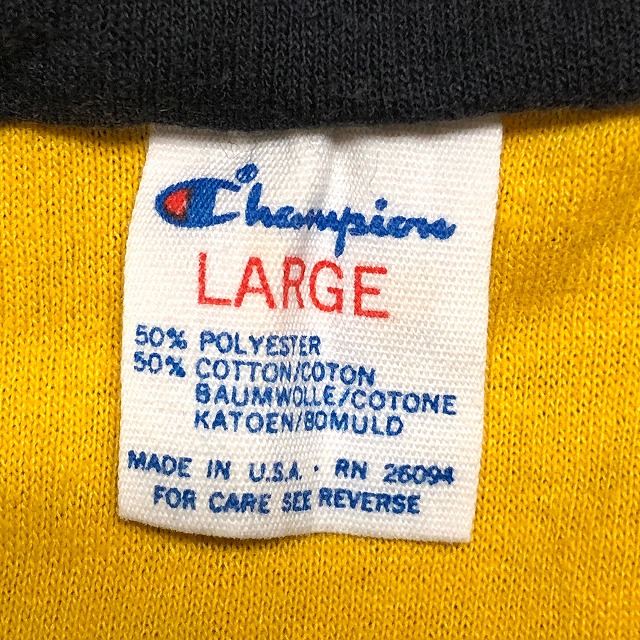 Champion®
LARGE
50% POLYESTER
50% COTTON/COTON
BAUMWOLLE/COTONE
KATOEN/BOMULD
MADE IN U.S.A. · RN 26094
FOR CARE SEE REVERSE